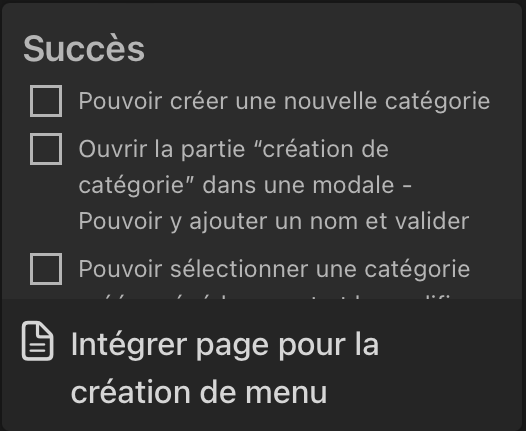 Succès
Pouvoir créer une nouvelle catégorie
Ouvrir la partie “création de
catégorie” dans une modale -
Pouvoir y ajouter un nom et valider
Pouvoir sélectionner une catégorie
Intégrer page pour la
création de menu